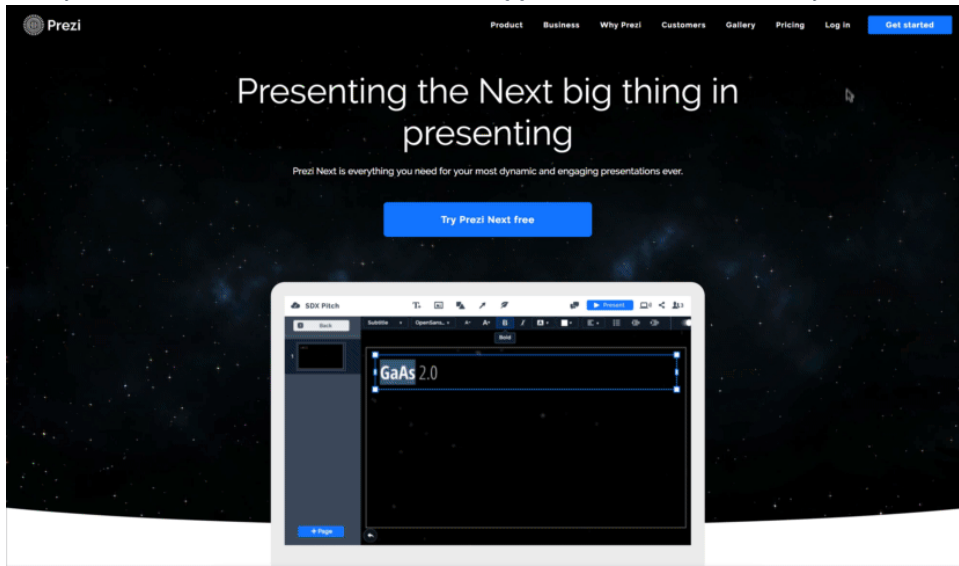 Prezi
Product Business Why Prezi Customers Gallery Pricing Log in Get started
Presenting the Next big thing in
presenting
Prezi Next is everything you need for your most dynamic and engaging presentations ever.
Try Prezi Next free
SDX Pitch
Present
Back
Subtitle OpenSans..
Bold
1
GaAs 2.0
+ Page